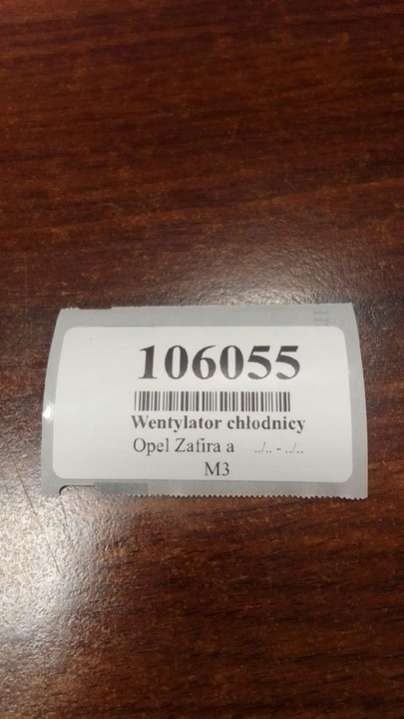 106055
Wentylator chłodnicy
Opel Zafira a ../.. - ../..
M3